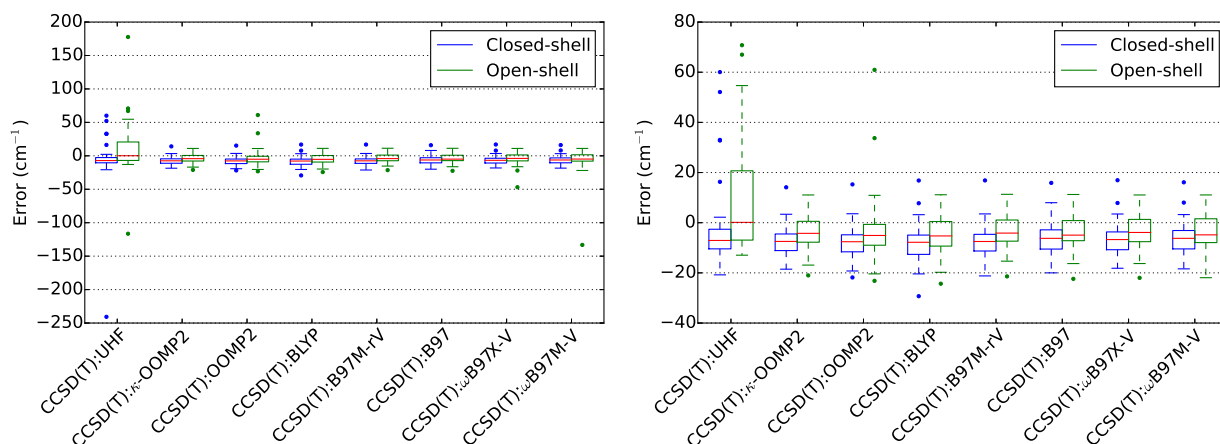 200
150
100
50
0
−50
−100
−150
−200
−250
Error (cm⁻¹)
Closed-shell
Open-shell
CCSD(T):UHF
CCSD(T):κ-OOMP2
CCSD(T):OOMP2
CCSD(T):BLYP
CCSD(T):B97M-rV
CCSD(T):B97
CCSD(T):ωB97X-V
CCSD(T):ωB97M-V
80
60
40
20
0
−20
−40
Error (cm⁻¹)
Closed-shell
Open-shell
CCSD(T):UHF
CCSD(T):κ-OOMP2
CCSD(T):OOMP2
CCSD(T):BLYP
CCSD(T):B97M-rV
CCSD(T):B97
CCSD(T):ωB97X-V
CCSD(T):ωB97M-V